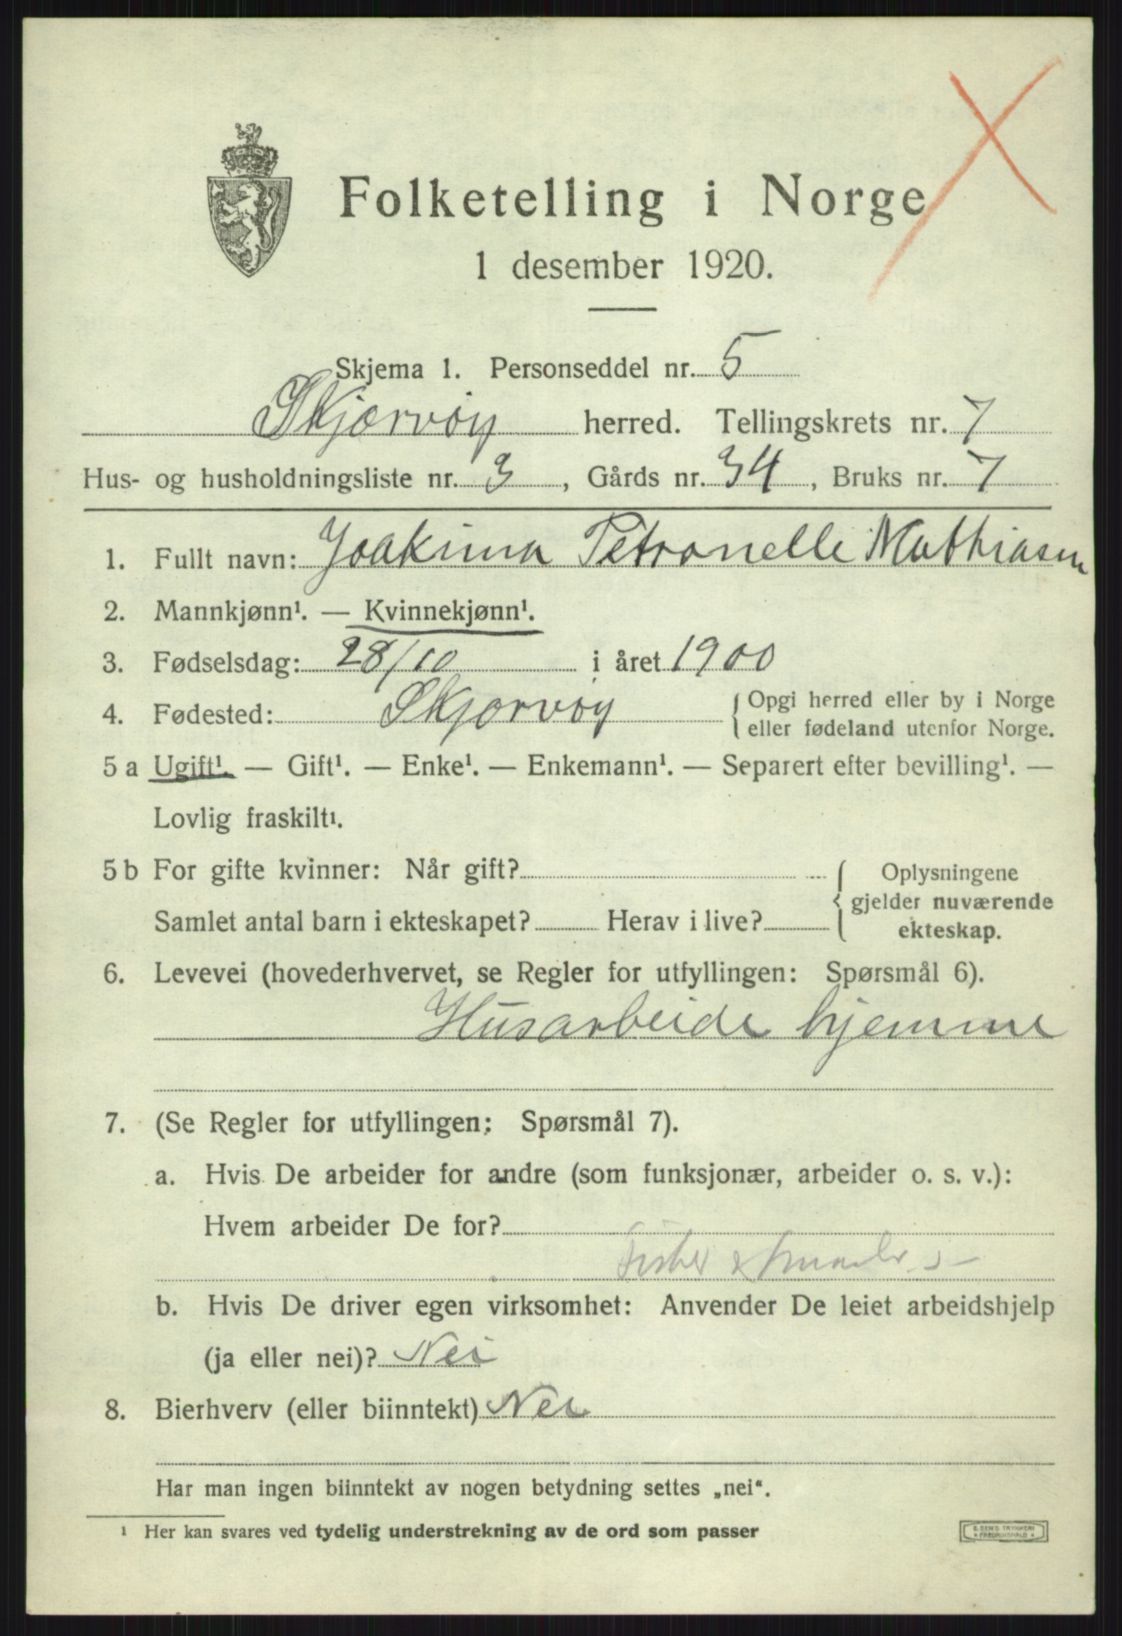 Folketelling i Norge
1 desember 1920.
Skjema 1. Personseddel nr. 5
Skjærvöy herred. Tellingskrets nr. 7
Hus- og husholdningsliste nr. 3, Gårds nr. 34, Bruks nr. 7
1. Fullt navn: Joakima Petronelle Mathiasen
2. Mannkjønn¹. — Kvinnekjønn¹.
3. Fødselsdag: 28/10 i året 1900
4. Fødested: Skjærvöy { Opgi herred eller by i Norge
eller fødeland utenfor Norge.
5 a Ugift¹. — Gift¹. — Enke¹. — Enkemann¹. — Separert efter bevilling¹. —
Lovlig fraskilt¹.
5 b For gifte kvinner: Når gift? { Oplysningene
gjelder nuværende
Samlet antal barn i ekteskapet? Herav i live?
ekteskap.
6. Levevei (hovederhvervet, se Regler for utfyllingen: Spørsmål 6).
Husarbeide hjemme
7. (Se Regler for utfyllingen: Spørsmål 7).
a. Hvis De arbeider for andre (som funksjonær, arbeider o. s. v.):
Hvem arbeider De for?
Fisker
b. Hvis De driver egen virksomhet: Anvender De leiet arbeidshjelp
(ja eller nei)? Nei
8. Bierhverv (eller biinntekt) Nei
Har man ingen biinntekt av nogen betydning settes „nei“.
¹ Her kan svares ved tydelig understrekning av de ord som passer